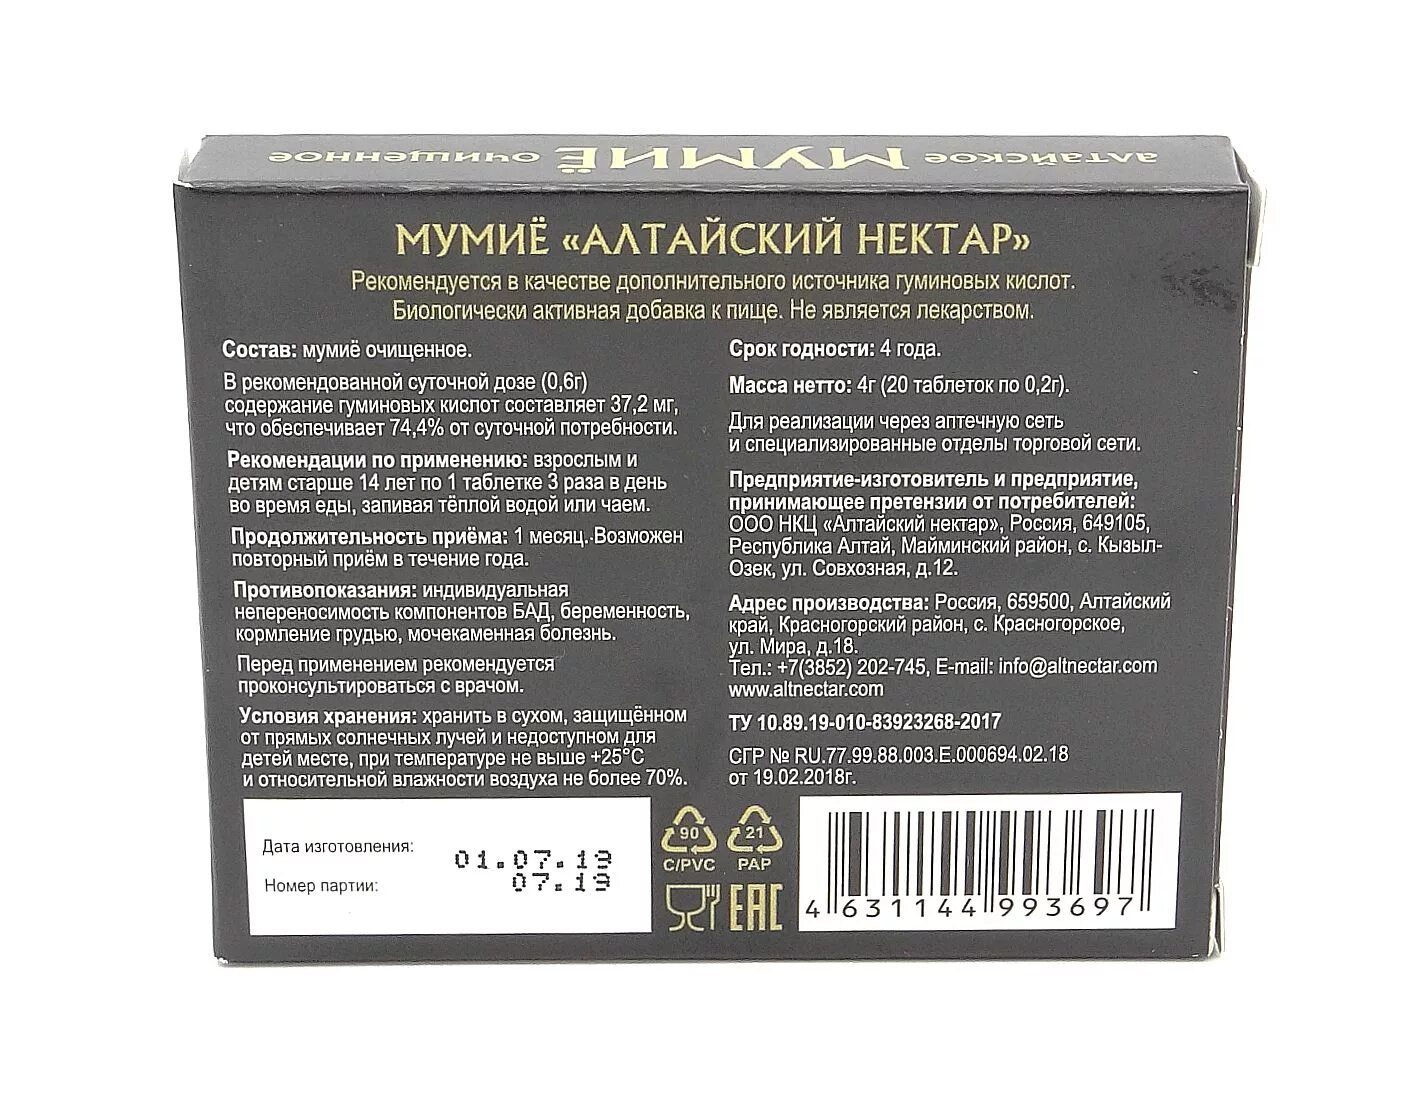 алтайское МУМИЁ очищенное
МУМИЁ «АЛТАЙСКИЙ НЕКТАР»
Рекомендуется в качестве дополнительного источника гуминовых кислот.
Биологически активная добавка к пище. Не является лекарством.
Состав: мумиё очищенное.
В рекомендованной суточной дозе (0,6г)
содержание гуминовых кислот составляет 37,2 мг,
что обеспечивает 74,4% от суточной потребности.
Рекомендации по применению: взрослым и
детям старше 14 лет по 1 таблетке 3 раза в день
во время еды, запивая тёплой водой или чаем.
Продолжительность приёма: 1 месяц. Возможен
повторный приём в течение года.
Противопоказания: индивидуальная
непереносимость компонентов БАД, беременность,
кормление грудью, мочекаменная болезнь.
Перед применением рекомендуется
проконсультироваться с врачом.
Условия хранения: хранить в сухом, защищённом
от прямых солнечных лучей и недоступном для
детей месте, при температуре не выше +25°С
и относительной влажности воздуха не более 70%.
Срок годности: 4 года.
Масса нетто: 4г (20 таблеток по 0,2г).
Для реализации через аптечную сеть
и специализированные отделы торговой сети.
Предприятие-изготовитель и предприятие,
принимающее претензии от потребителей:
ООО НКЦ «Алтайский нектар», Россия, 649105,
Республика Алтай, Майминский район, с. Кызыл-
Озек, ул. Совхозная, д.12.
Адрес производства: Россия, 659500, Алтайский
край, Красногорский район, с. Красногорское,
ул. Мира, д.18.
Тел.: +7(3852) 202-745, E-mail: info@altnectar.com
www.altnectar.com
ТУ 10.89.19-010-83923268-2017
СГР № RU.77.99.88.003.Е.000694.02.18
от 19.02.2018г.
Дата изготовления: 01.07.19
Номер партии: 07.19
90 21
C/PVC PAP
EAC
4 631144 993697